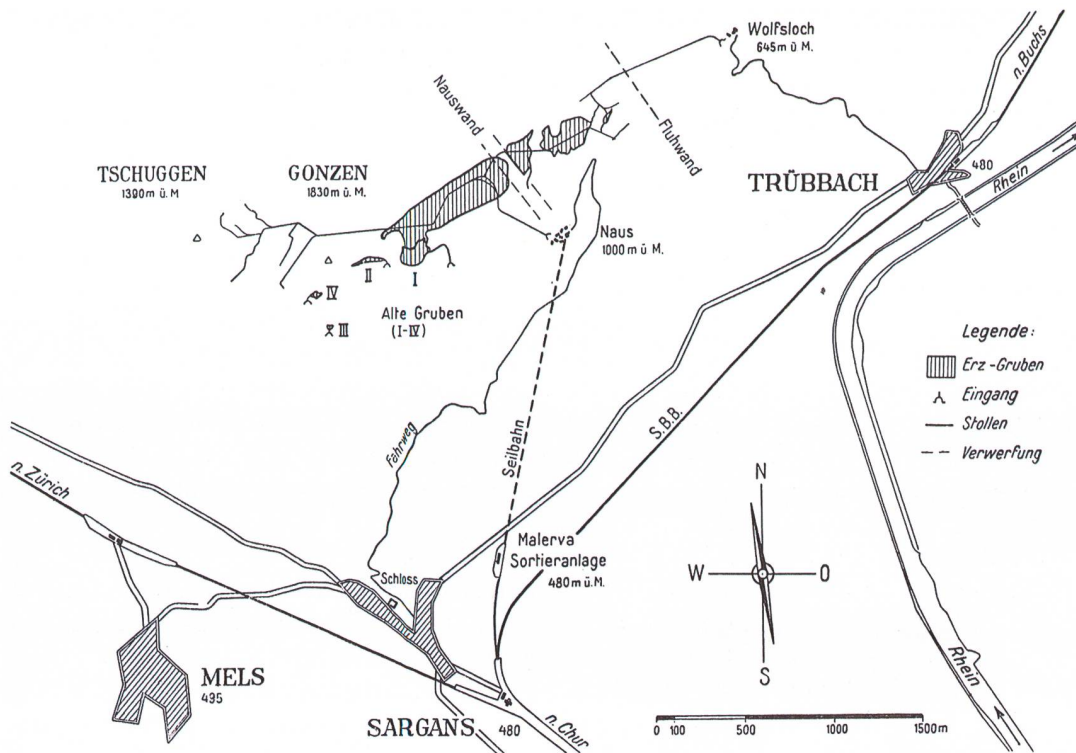 Wolfsloch
645m ü M.
n. Buchs
Nauswand
Fluhwand
TSCHUGGEN
1390m ü. M
GONZEN
1830m ü. M.
TRÜBBACH
480
Rhein
Naus
1000m ü M.
IV
II
I
III
Alte Gruben
(I-IV)
Legende:
Erz-Gruben
Eingang
Stollen
Verwerfung
Fahrweg
Seilbahn
S.B.B.
n. Zürich
N
W
O
S
Malerva
Sortieranlage
480m ü.M.
Schloss
MELS
495
SARGANS
480
n. Chur
Rhein
0 100 500 1000 1500m